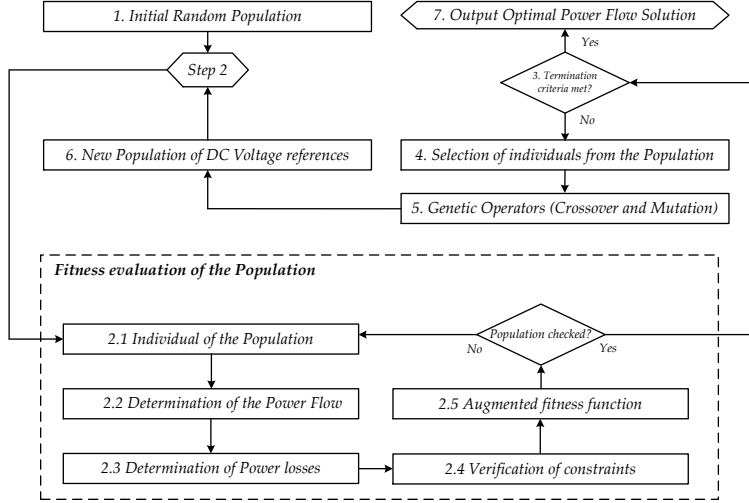 1. Initial Random Population
7. Output Optimal Power Flow Solution
Yes
Step 2
3. Termination
criteria met?
No
6. New Population of DC Voltage references
4. Selection of individuals from the Population
5. Genetic Operators (Crossover and Mutation)
Fitness evaluation of the Population
2.1 Individual of the Population
Population checked?
No
Yes
2.2 Determination of the Power Flow
2.5 Augmented fitness function
2.3 Determination of Power losses
2.4 Verification of constraints